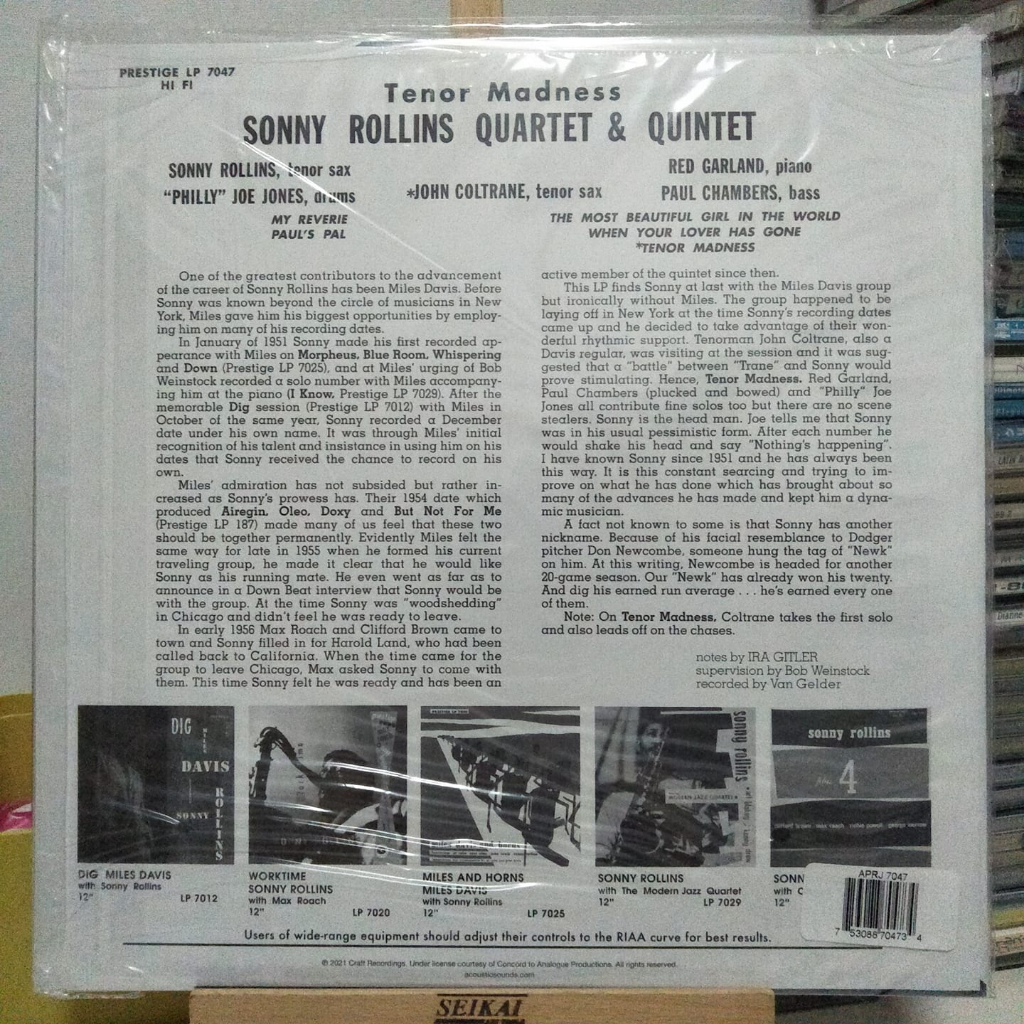 PRESTIGE LP 7047
HI FI
Tenor Madness
SONNY ROLLINS QUARTET & QUINTET
SONNY ROLLINS, tenor sax
"PHILLY" JOE JONES, drums
*JOHN COLTRANE, tenor sax
RED GARLAND, piano
PAUL CHAMBERS, bass
MY REVERIE
PAUL'S PAL
THE MOST BEAUTIFUL GIRL IN THE WORLD
WHEN YOUR LOVER HAS GONE
*TENOR MADNESS
One of the greatest contributors to the advancement
of the career of Sonny Rollins has been Miles Davis. Before
Sonny was known beyond the circle of musicians in New
York, Miles gave him his biggest opportunities by employ-
ing him on many of his recording dates.
In January of 1951 Sonny made his first recorded ap-
pearance with Miles on Morpheus, Blue Room, Whispering
and Down (Prestige LP 7025), and at Miles' urging of Bob
Weinstock recorded a solo number with Miles accompany-
ing him at the piano (I Know, Prestige LP 7029). After the
memorable Dig session (Prestige LP 7012) with Miles in
October of the same year, Sonny recorded a December
date under his own name. It was through Miles' initial
recognition of his talent and insistance in using him on his
dates that Sonny received the chance to record on his
own.
Miles' admiration has not subsided but rather in-
creased as Sonny's prowess has. Their 1954 date which
produced Airegin, Oleo, Doxy and But Not For Me
(Prestige LP 187) made many of us feel that these two
should be together permanently. Evidently Miles felt the
same way for late in 1955 when he formed his current
traveling group, he made it clear that he would like
Sonny as his running mate. He even went as far as to
announce in a Down Beat interview that Sonny would be
with the group. At the time Sonny was "woodshedding"
in Chicago and didn't feel he was ready to leave.
In early 1956 Max Roach and Clifford Brown came to
town and Sonny filled in for Harold Land, who had been
called back to California. When the time came for the
group to leave Chicago, Max asked Sonny to come with
them. This time Sonny felt he was ready and has been an
active member of the quintet since then.
This LP finds Sonny at last with the Miles Davis group
but ironically without Miles. The group happened to be
laying off in New York at the time Sonny's recording dates
came up and he decided to take advantage of their won-
derful rhythmic support. Tenorman John Coltrane, also a
Davis regular, was visiting at the session and it was sug-
gested that a "battle" between "Trane" and Sonny would
prove stimulating. Hence, Tenor Madness. Red Garland,
Paul Chambers (plucked and bowed) and "Philly" Joe
Jones all contribute fine solos too but there are no scene
stealers. Sonny is the head man. Joe tells me that Sonny
was in his usual pessimistic form. After each number he
would shake his head and say "Nothing's happening".
I have known Sonny since 1951 and he has always been
this way. It is this constant searcing and trying to im-
prove on what he has done which has brought about so
many of the advances he has made and kept him a dyna-
mic musician.
A fact not known to some is that Sonny has another
nickname. Because of his facial resemblance to Dodger
pitcher Don Newcombe, someone hung the tag of "Newk"
on him. At this writing, Newcombe is headed for another
20-game season. Our "Newk" has already won his twenty.
And dig his earned run average . . . he's earned every one
of them.
Note: On Tenor Madness, Coltrane takes the first solo
and also leads off on the chases.
notes by IRA GITLER
supervision by Bob Weinstock
recorded by Van Gelder
DIG
MILES
DAVIS
SONNY
ROLLINS
sonny rollins
MODERN JAZZ QUARTET
sonny rollins
4
DIG MILES DAVIS
with Sonny Rollins
12" LP 7012
WORKTIME
SONNY ROLLINS
with Max Roach
12" LP 7020
MILES AND HORNS
MILES DAVIS
with Sonny Rollins
12" LP 7025
SONNY ROLLINS
with The Modern Jazz Quartet
12" LP 7029
SONN
with C
12"
APRJ 7047
7 53088 70473 4
Users of wide-range equipment should adjust their controls to the RIAA curve for best results.
℗ 2021 Craft Recordings. Under license courtesy of Concord to Analogue Productions. All rights reserved.
acousticsounds.com
SEIKAI